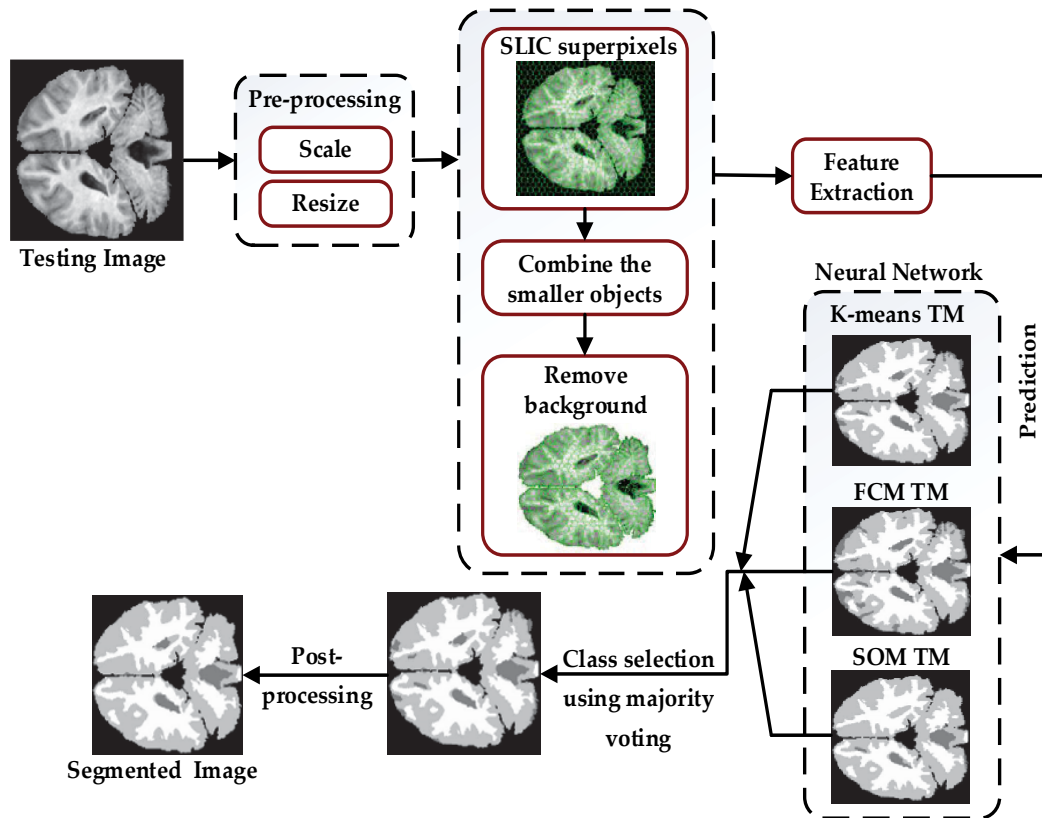 Testing Image
Pre-processing
Scale
Resize
SLIC superpixels
Combine the
smaller objects
Remove
background
Feature
Extraction
Prediction
Neural Network
K-means TM
FCM TM
SOM TM
Class selection
using majority
voting
Post-
processing
Segmented Image